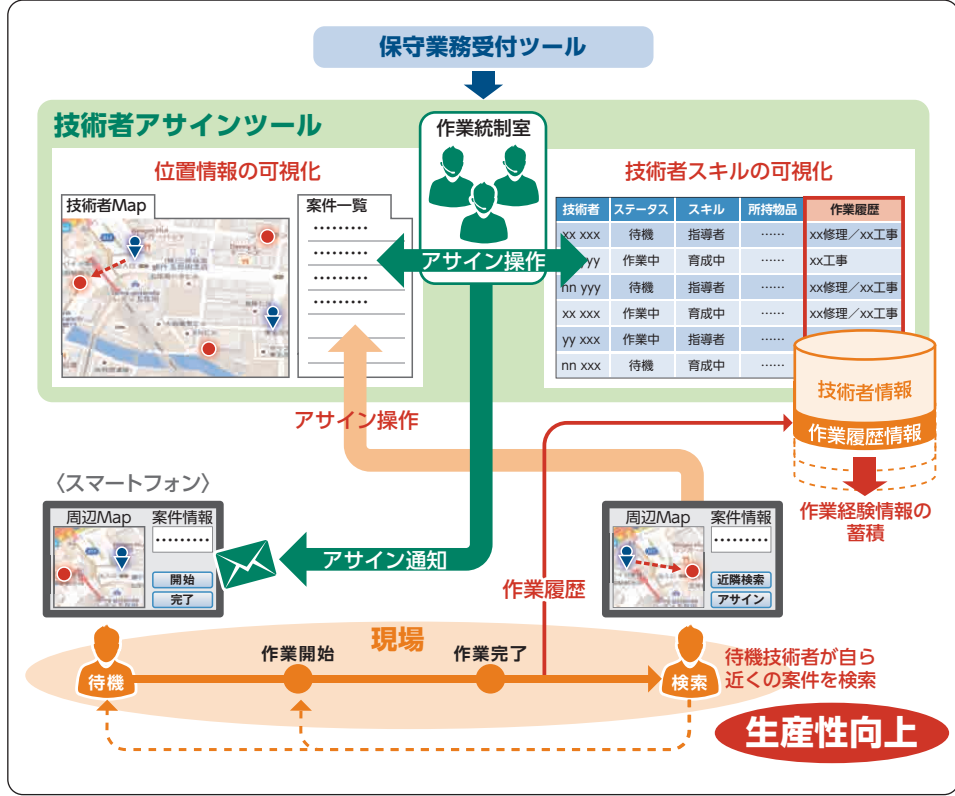 保守業務受付ツール
技術者アサインツール
作業統制室
位置情報の可視化
技術者Map
案件一覧
………
………
………
………
アサイン操作
技術者スキルの可視化
技術者 ステータス スキル 所持物品 作業履歴
xx xxx 待機 指導者 …… xx修理／xx工事
yyy 作業中 育成中 …… xx工事
nn yyy 待機 指導者 …… xx修理／xx工事
xx xxx 作業中 育成中 …… xx修理／xx工事
yy xxx 作業中 指導者 ……
nn xxx 待機 育成中 ……
技術者情報
作業履歴情報
作業経験情報の
蓄積
アサイン操作
〈スマートフォン〉
周辺Map 案件情報
………
開始
完了
アサイン通知
作業履歴
周辺Map 案件情報
………
近隣検索
アサイン
現場
待機
作業開始
作業完了
検索
待機技術者が自ら
近くの案件を検索
生産性向上